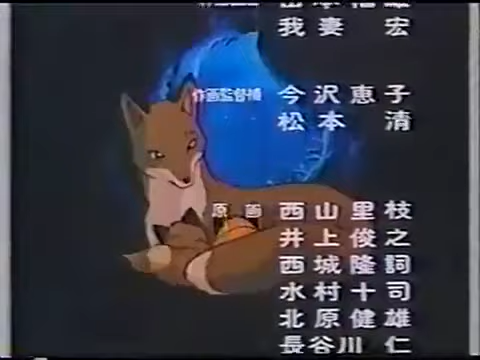 我妻 宏
作画監督補 今沢恵子
松本 清
原画 西山里枝
井上俊之
西城隆詞
水村十司
北原健雄
長谷川 仁